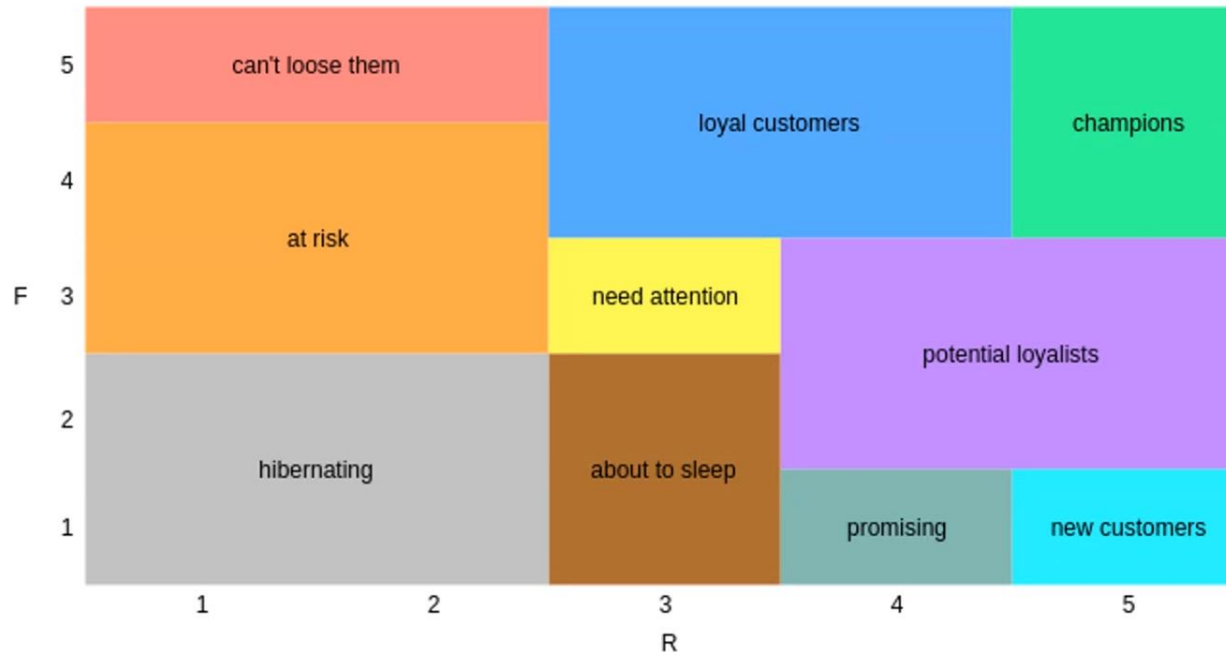 5
can't loose them
loyal customers
champions
4
at risk
F
3
need attention
potential loyalists
2
hibernating
about to sleep
1
promising
new customers
1
2
3
4
5
R